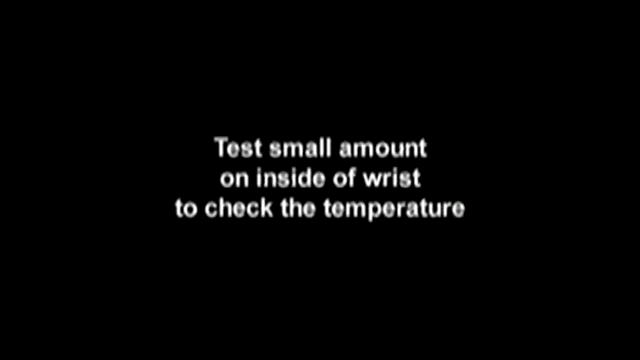 Test small amount
on inside of wrist
to check the temperature